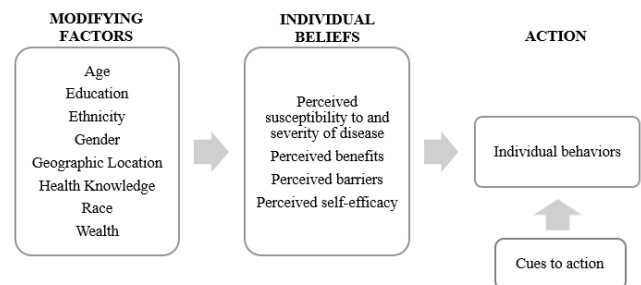 MODIFYING
FACTORS
Age
Education
Ethnicity
Gender
Geographic Location
Health Knowledge
Race
Wealth
INDIVIDUAL
BELIEFS
Perceived
susceptibility to and
severity of disease
Perceived benefits
Perceived barriers
Perceived self-efficacy
ACTION
Individual behaviors
Cues to action